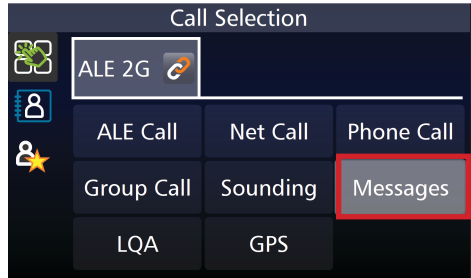 Call Selection
ALE 2G
ALE Call Net Call Phone Call
Group Call Sounding Messages
LQA GPS